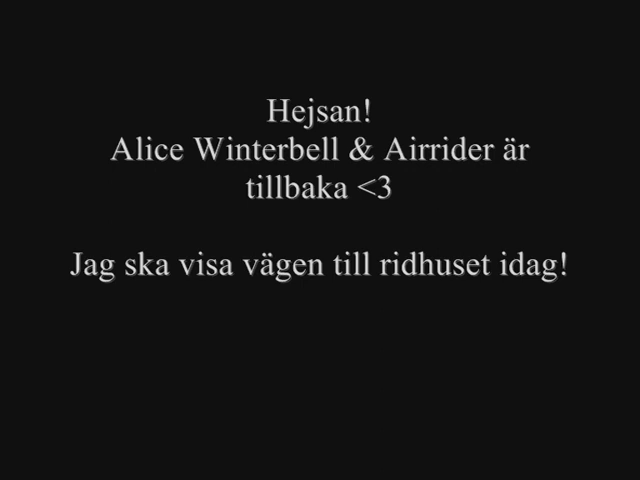 Hejsan!
Alice Winterbell & Airrider är
tillbaka <3
Jag ska visa vägen till ridhuset idag!